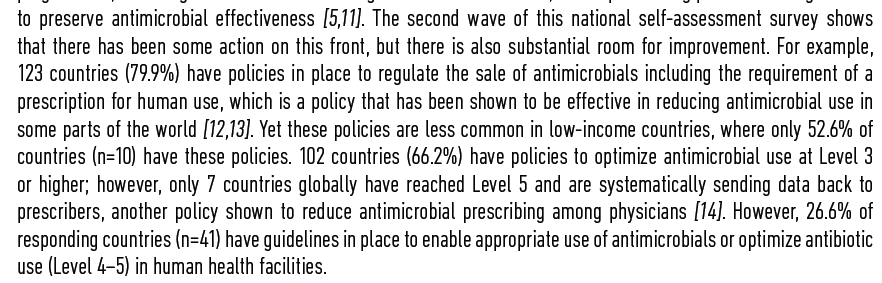 to preserve antimicrobial effectiveness [5,11]. The second wave of this national self-assessment survey shows
that there has been some action on this front, but there is also substantial room for improvement. For example,
123 countries (79.9%) have policies in place to regulate the sale of antimicrobials including the requirement of a
prescription for human use, which is a policy that has been shown to be effective in reducing antimicrobial use in
some parts of the world [12,13]. Yet these policies are less common in low-income countries, where only 52.6% of
countries (n=10) have these policies. 102 countries (66.2%) have policies to optimize antimicrobial use at Level 3
or higher; however, only 7 countries globally have reached Level 5 and are systematically sending data back to
prescribers, another policy shown to reduce antimicrobial prescribing among physicians [14]. However, 26.6% of
responding countries (n=41) have guidelines in place to enable appropriate use of antimicrobials or optimize antibiotic
use (Level 4–5) in human health facilities.